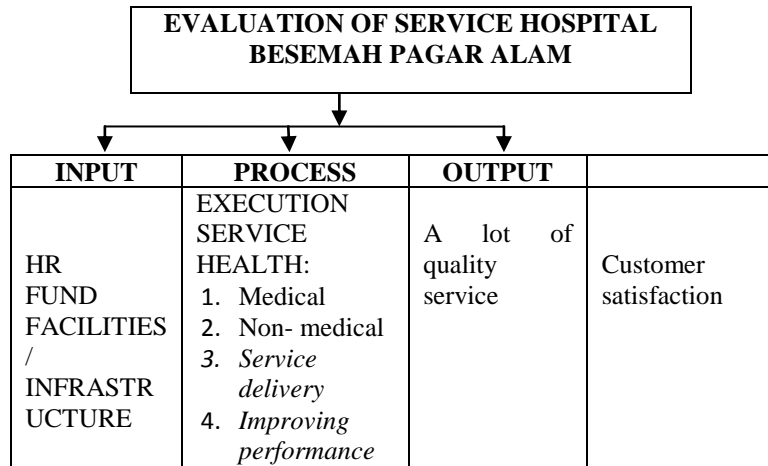 EVALUATION OF SERVICE HOSPITAL
BESEMAH PAGAR ALAM
INPUT
PROCESS
OUTPUT
HR
FUND
FACILITIES
/
INFRASTR
UCTURE
EXECUTION
SERVICE
HEALTH:
1. Medical
2. Non- medical
3. Service
delivery
4. Improving
performance
A lot of
quality
service
Customer
satisfaction